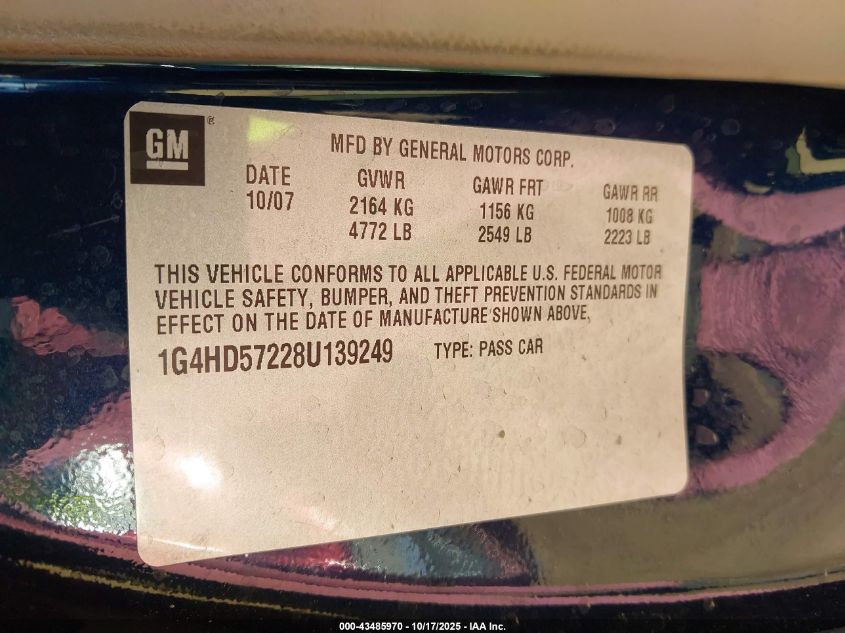 GM ®
MFD BY GENERAL MOTORS CORP.
DATE GVWR GAWR FRT GAWR RR
10/07 2164 KG 1156 KG 1008 KG
4772 LB 2549 LB 2223 LB
THIS VEHICLE CONFORMS TO ALL APPLICABLE U.S. FEDERAL MOTOR
VEHICLE SAFETY, BUMPER, AND THEFT PREVENTION STANDARDS IN
EFFECT ON THE DATE OF MANUFACTURE SHOWN ABOVE,
1G4HD57228U139249 TYPE: PASS CAR
000-43485970 - 10/17/2025 - IAA Inc.